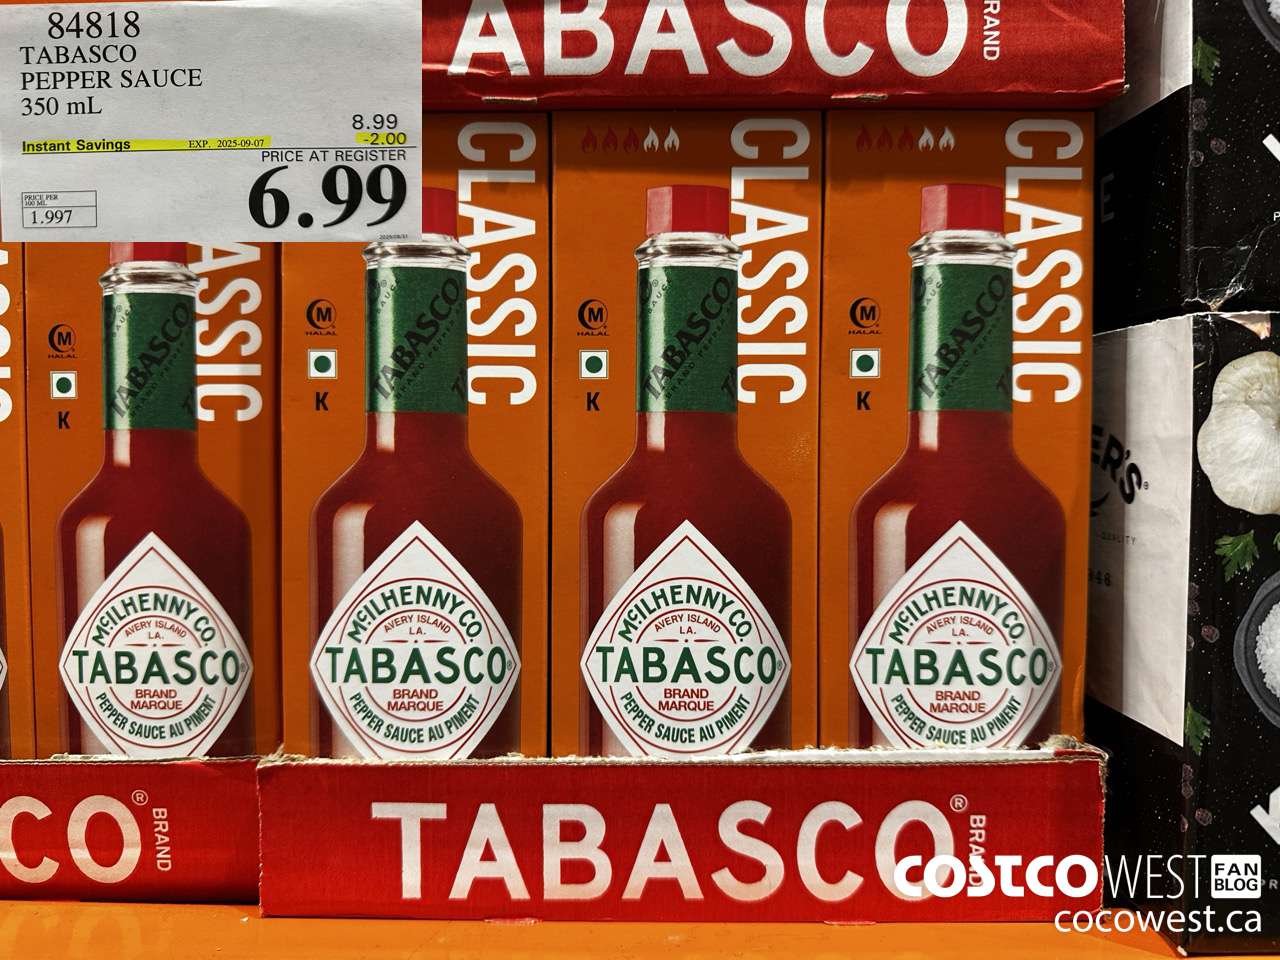 84818
TABASCO
PEPPER SAUCE
350 mL
8.99
Instant Savings EXP. 2025-09-07 -2.00
PRICE AT REGISTER
6.99
PRICE PER
100 ML
1.997
TABASCO BRAND
CLASSIC
CLASSIC
CLASSIC
CLASSIC
M
HALAL
K
TABASCO
McILHENNY CO.
AVERY ISLAND
LA.
TABASCO®
BRAND
MARQUE
PEPPER SAUCE AU PIMENT
M
HALAL
K
TABASCO
McILHENNY CO.
AVERY ISLAND
LA.
TABASCO®
BRAND
MARQUE
PEPPER SAUCE AU PIMENT
M
HALAL
K
TABASCO
McILHENNY CO.
AVERY ISLAND
LA.
TABASCO®
BRAND
MARQUE
PEPPER SAUCE AU PIMENT
M
HALAL
K
TABASCO
McILHENNY CO.
AVERY ISLAND
LA.
TABASCO®
BRAND
MARQUE
PEPPER SAUCE AU PIMENT
ER'S
CO® BRAND
TABASCO® BRAND
COSTCO WEST FAN BLOG
cocowest.ca